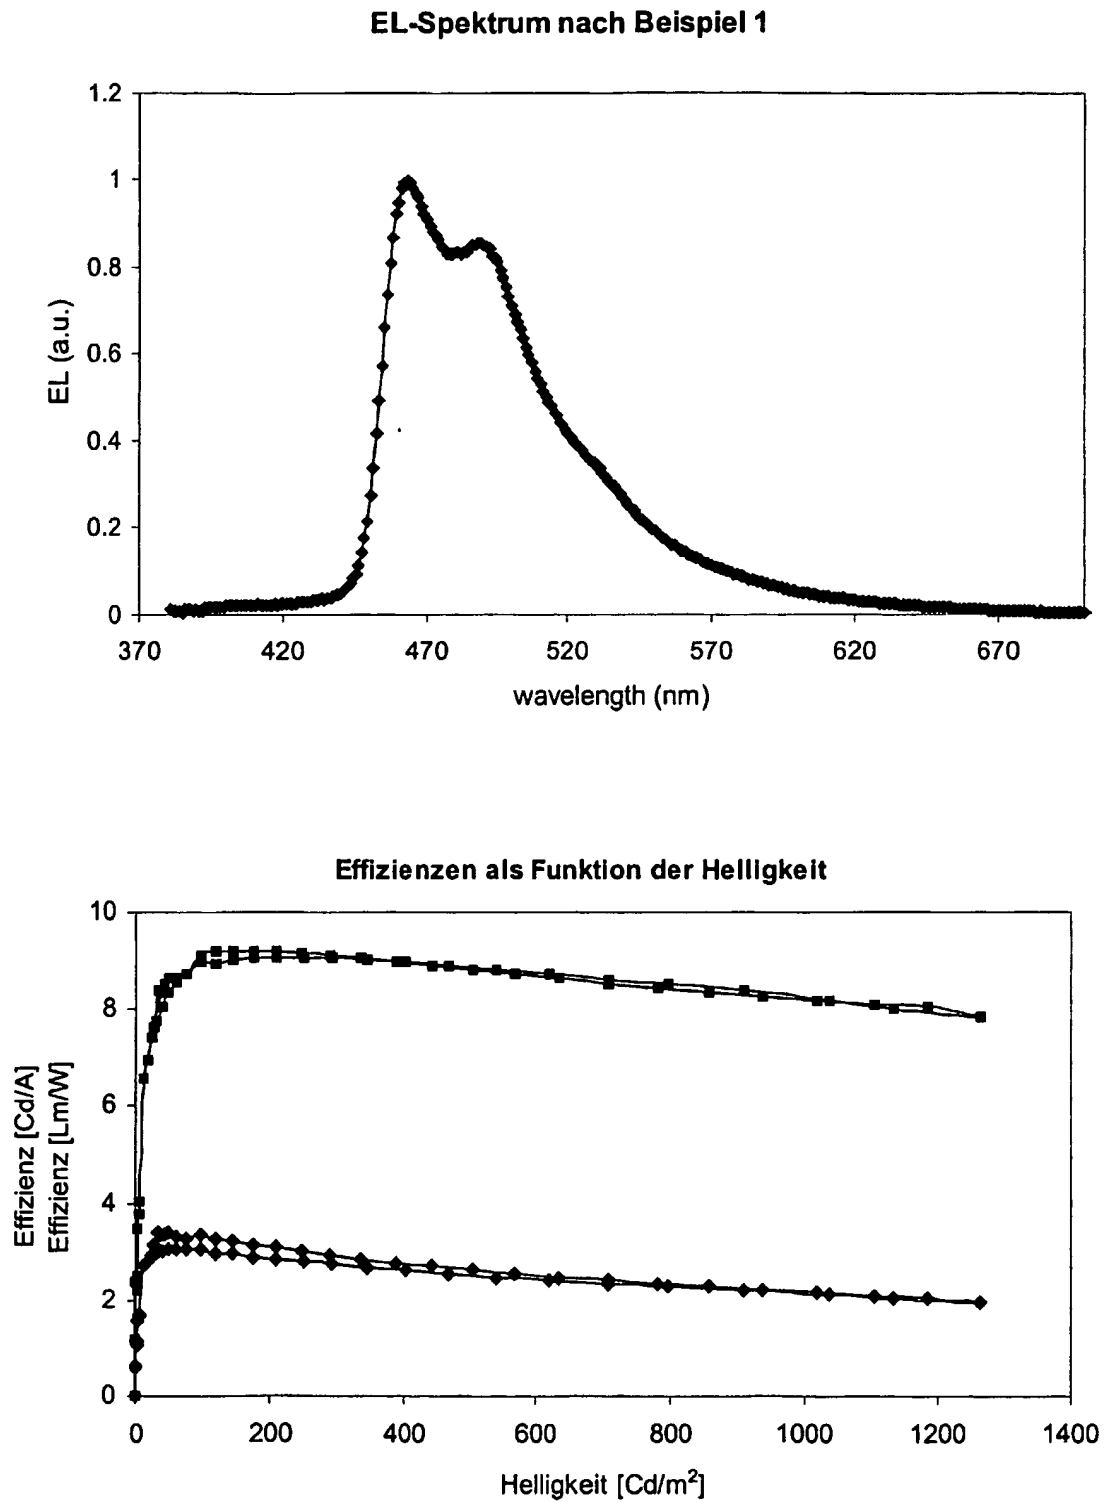 EL-Spektrum nach Beispiel 1
1.2
1
0.8
0.6
0.4
0.2
0
EL (a.u.)
370 420 470 520 570 620 670
wavelength (nm)
Effizienzen als Funktion der Helligkeit
10
8
6
4
2
0
Effizienz [Cd/A]
Effizienz [Lm/W]
0 200 400 600 800 1000 1200 1400
Helligkeit [Cd/m²]